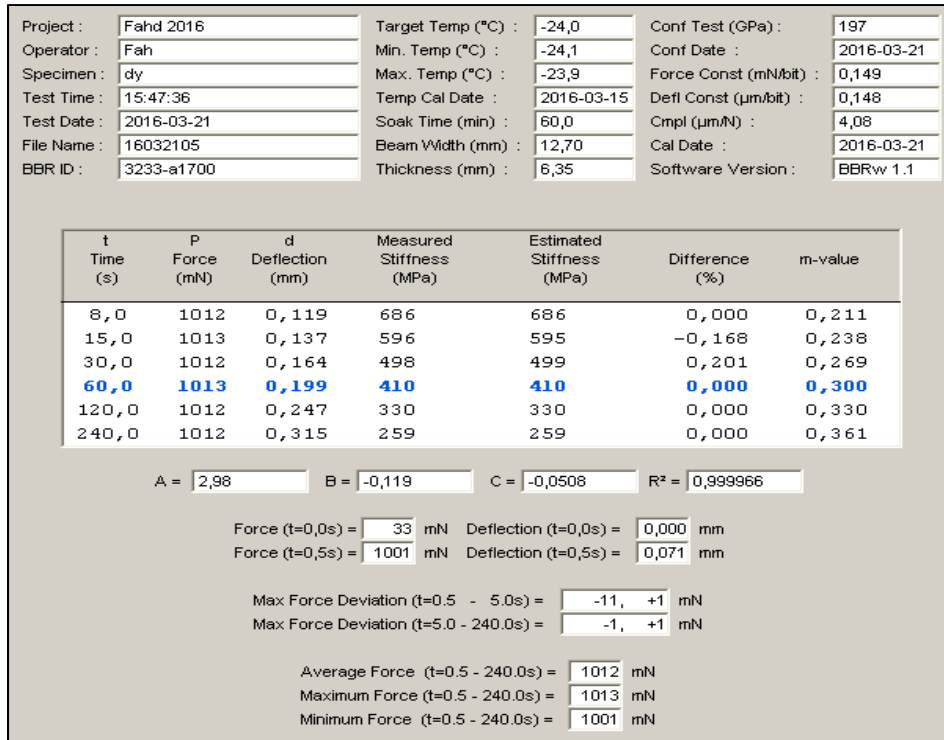 Project : Fahd 2016 Target Temp (°C) : -24,0 Conf Test (GPa) : 197
Operator : Fah Min. Temp (°C) : -24,1 Conf Date : 2016-03-21
Specimen : dy Max. Temp (°C) : -23,9 Force Const (mN/bit) : 0,149
Test Time : 15:47:36 Temp Cal Date : 2016-03-15 Defl Const (µm/bit) : 0,148
Test Date : 2016-03-21 Soak Time (min) : 60,0 Cmpl (µm/N) : 4,08
File Name : 16032105 Beam Width (mm) : 12,70 Cal Date : 2016-03-21
BBR ID : 3233-a1700 Thickness (mm) : 6,35 Software Version : BBRw 1.1
t P d Measured Estimated
Time Force Deflection Stiffness Stiffness Difference m-value
(s) (mN) (mm) (MPa) (MPa) (%)
8,0 1012 0,119 686 686 0,000 0,211
15,0 1013 0,137 596 595 -0,168 0,238
30,0 1012 0,164 498 499 0,201 0,269
60,0 1013 0,199 410 410 0,000 0,300
120,0 1012 0,247 330 330 0,000 0,330
240,0 1012 0,315 259 259 0,000 0,361
A = 2,98 B = -0,119 C = -0,0508 R² = 0,999966
Force (t=0,0s) = 33 mN Deflection (t=0,0s) = 0,000 mm
Force (t=0,5s) = 1001 mN Deflection (t=0,5s) = 0,071 mm
Max Force Deviation (t=0.5 - 5.0s) = -11, +1 mN
Max Force Deviation (t=5.0 - 240.0s) = -1, +1 mN
Average Force (t=0.5 - 240.0s) = 1012 mN
Maximum Force (t=0.5 - 240.0s) = 1013 mN
Minimum Force (t=0.5 - 240.0s) = 1001 mN